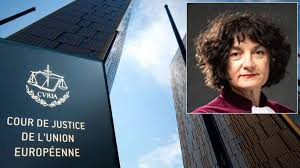 CVRIA
COUR DE JUSTICE
DE L'UNION
EUROPÉENNE